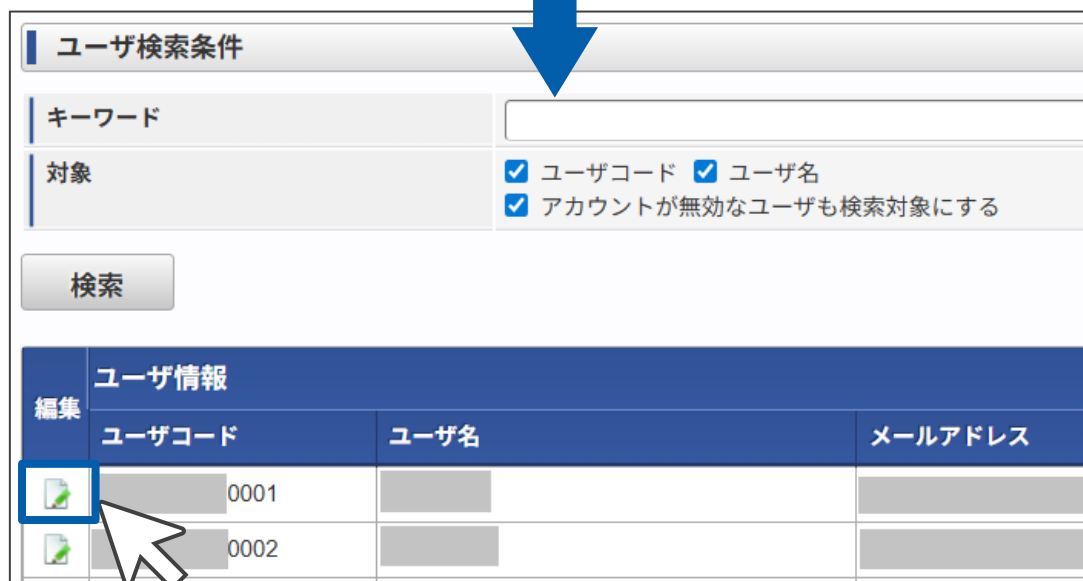 ユーザ検索条件
キーワード
対象
ユーザコード ユーザ名
アカウントが無効なユーザも検索対象にする
検索
編集
ユーザ情報
ユーザコード ユーザ名 メールアドレス
0001
0002